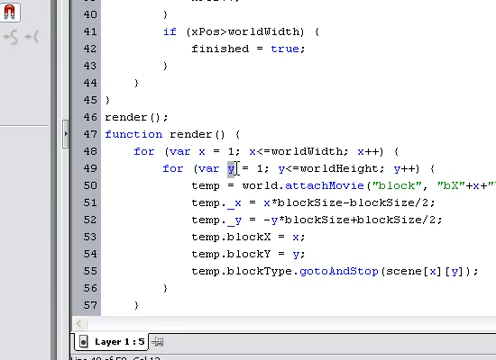 40 }
41 if (xPos>worldWidth) {
42 finished = true;
43 }
44 }
45 }
46 render();
47 function render() {
48 for (var x = 1; x<=worldWidth; x++) {
49 for (var y = 1; y<=worldHeight; y++) {
50 temp = world.attachMovie("block", "bX"+x+"
51 temp._x = x*blockSize-blockSize/2;
52 temp._y = -y*blockSize+blockSize/2;
53 temp.blockX = x;
54 temp.blockY = y;
55 temp.blockType.gotoAndStop(scene[x][y]);
56 }
57 }
Layer 1 : 5